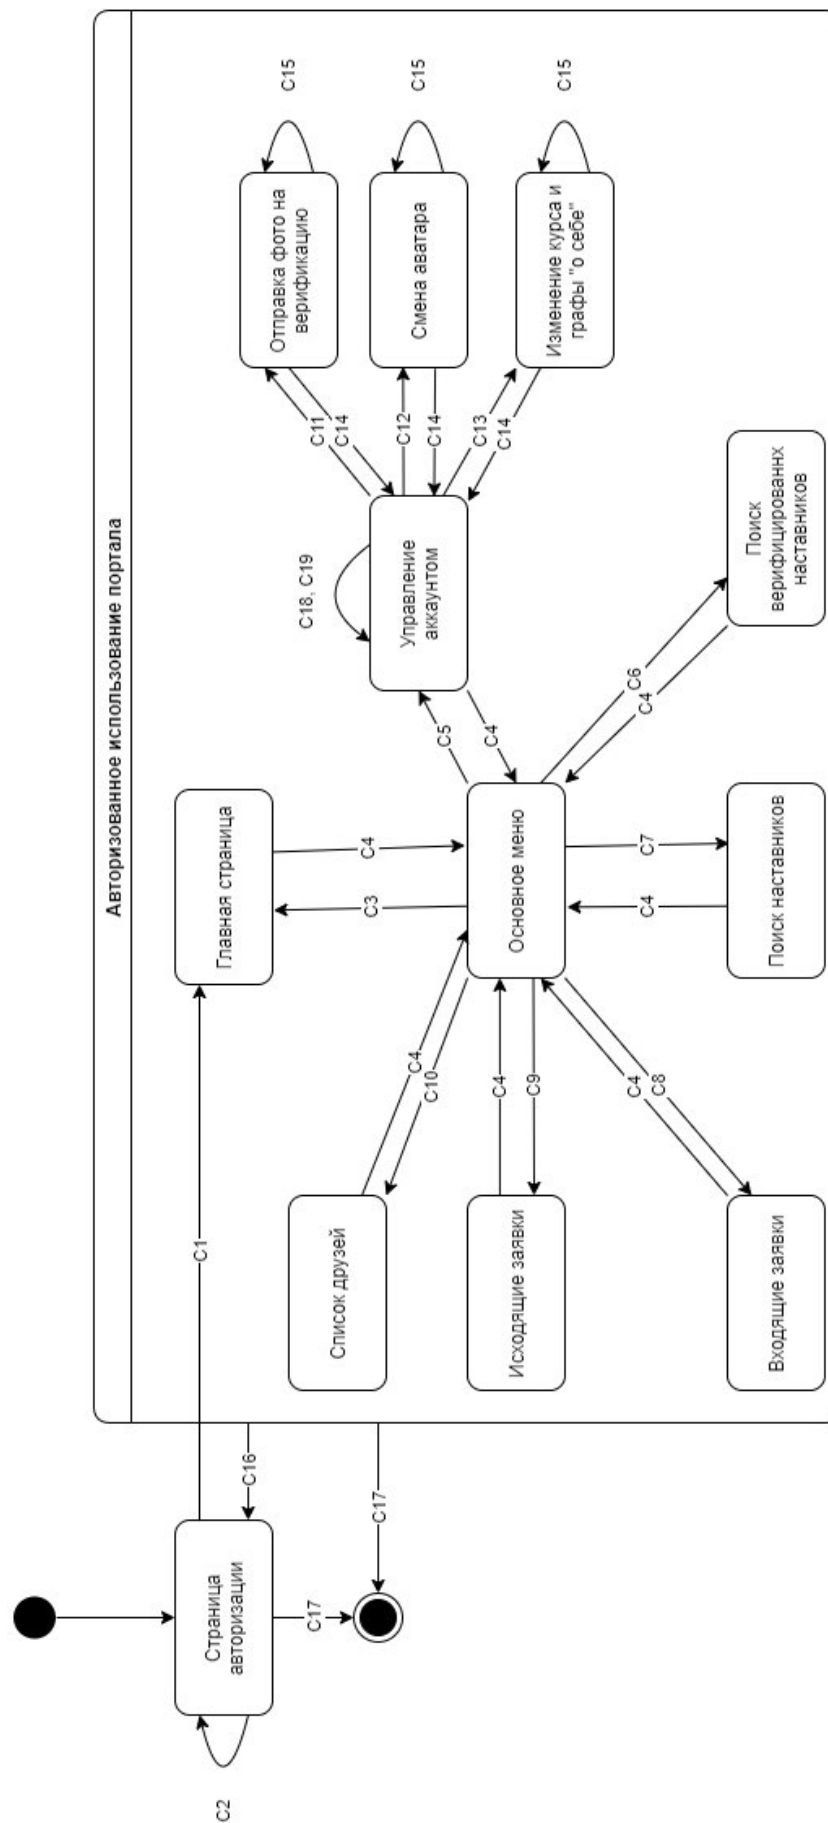 Авторизованное использование портала
C2
Страница
авторизации
C17
C16
C17
C1
Главная страница
C4
C3
Список друзей
C4
C10
Исходящие заявки
C4
C9
Входящие заявки
C4
C8
Основное меню
C5
C4
C6
C4
C7
C4
Поиск наставников
Поиск
верифицированнх
наставников
Управление
аккаунтом
C18, C19
C11
C14
C12
C14
C13
C14
Отправка фото на
верификацию
C15
Смена аватара
C15
Изменение курса и
графы "о себе"
C15